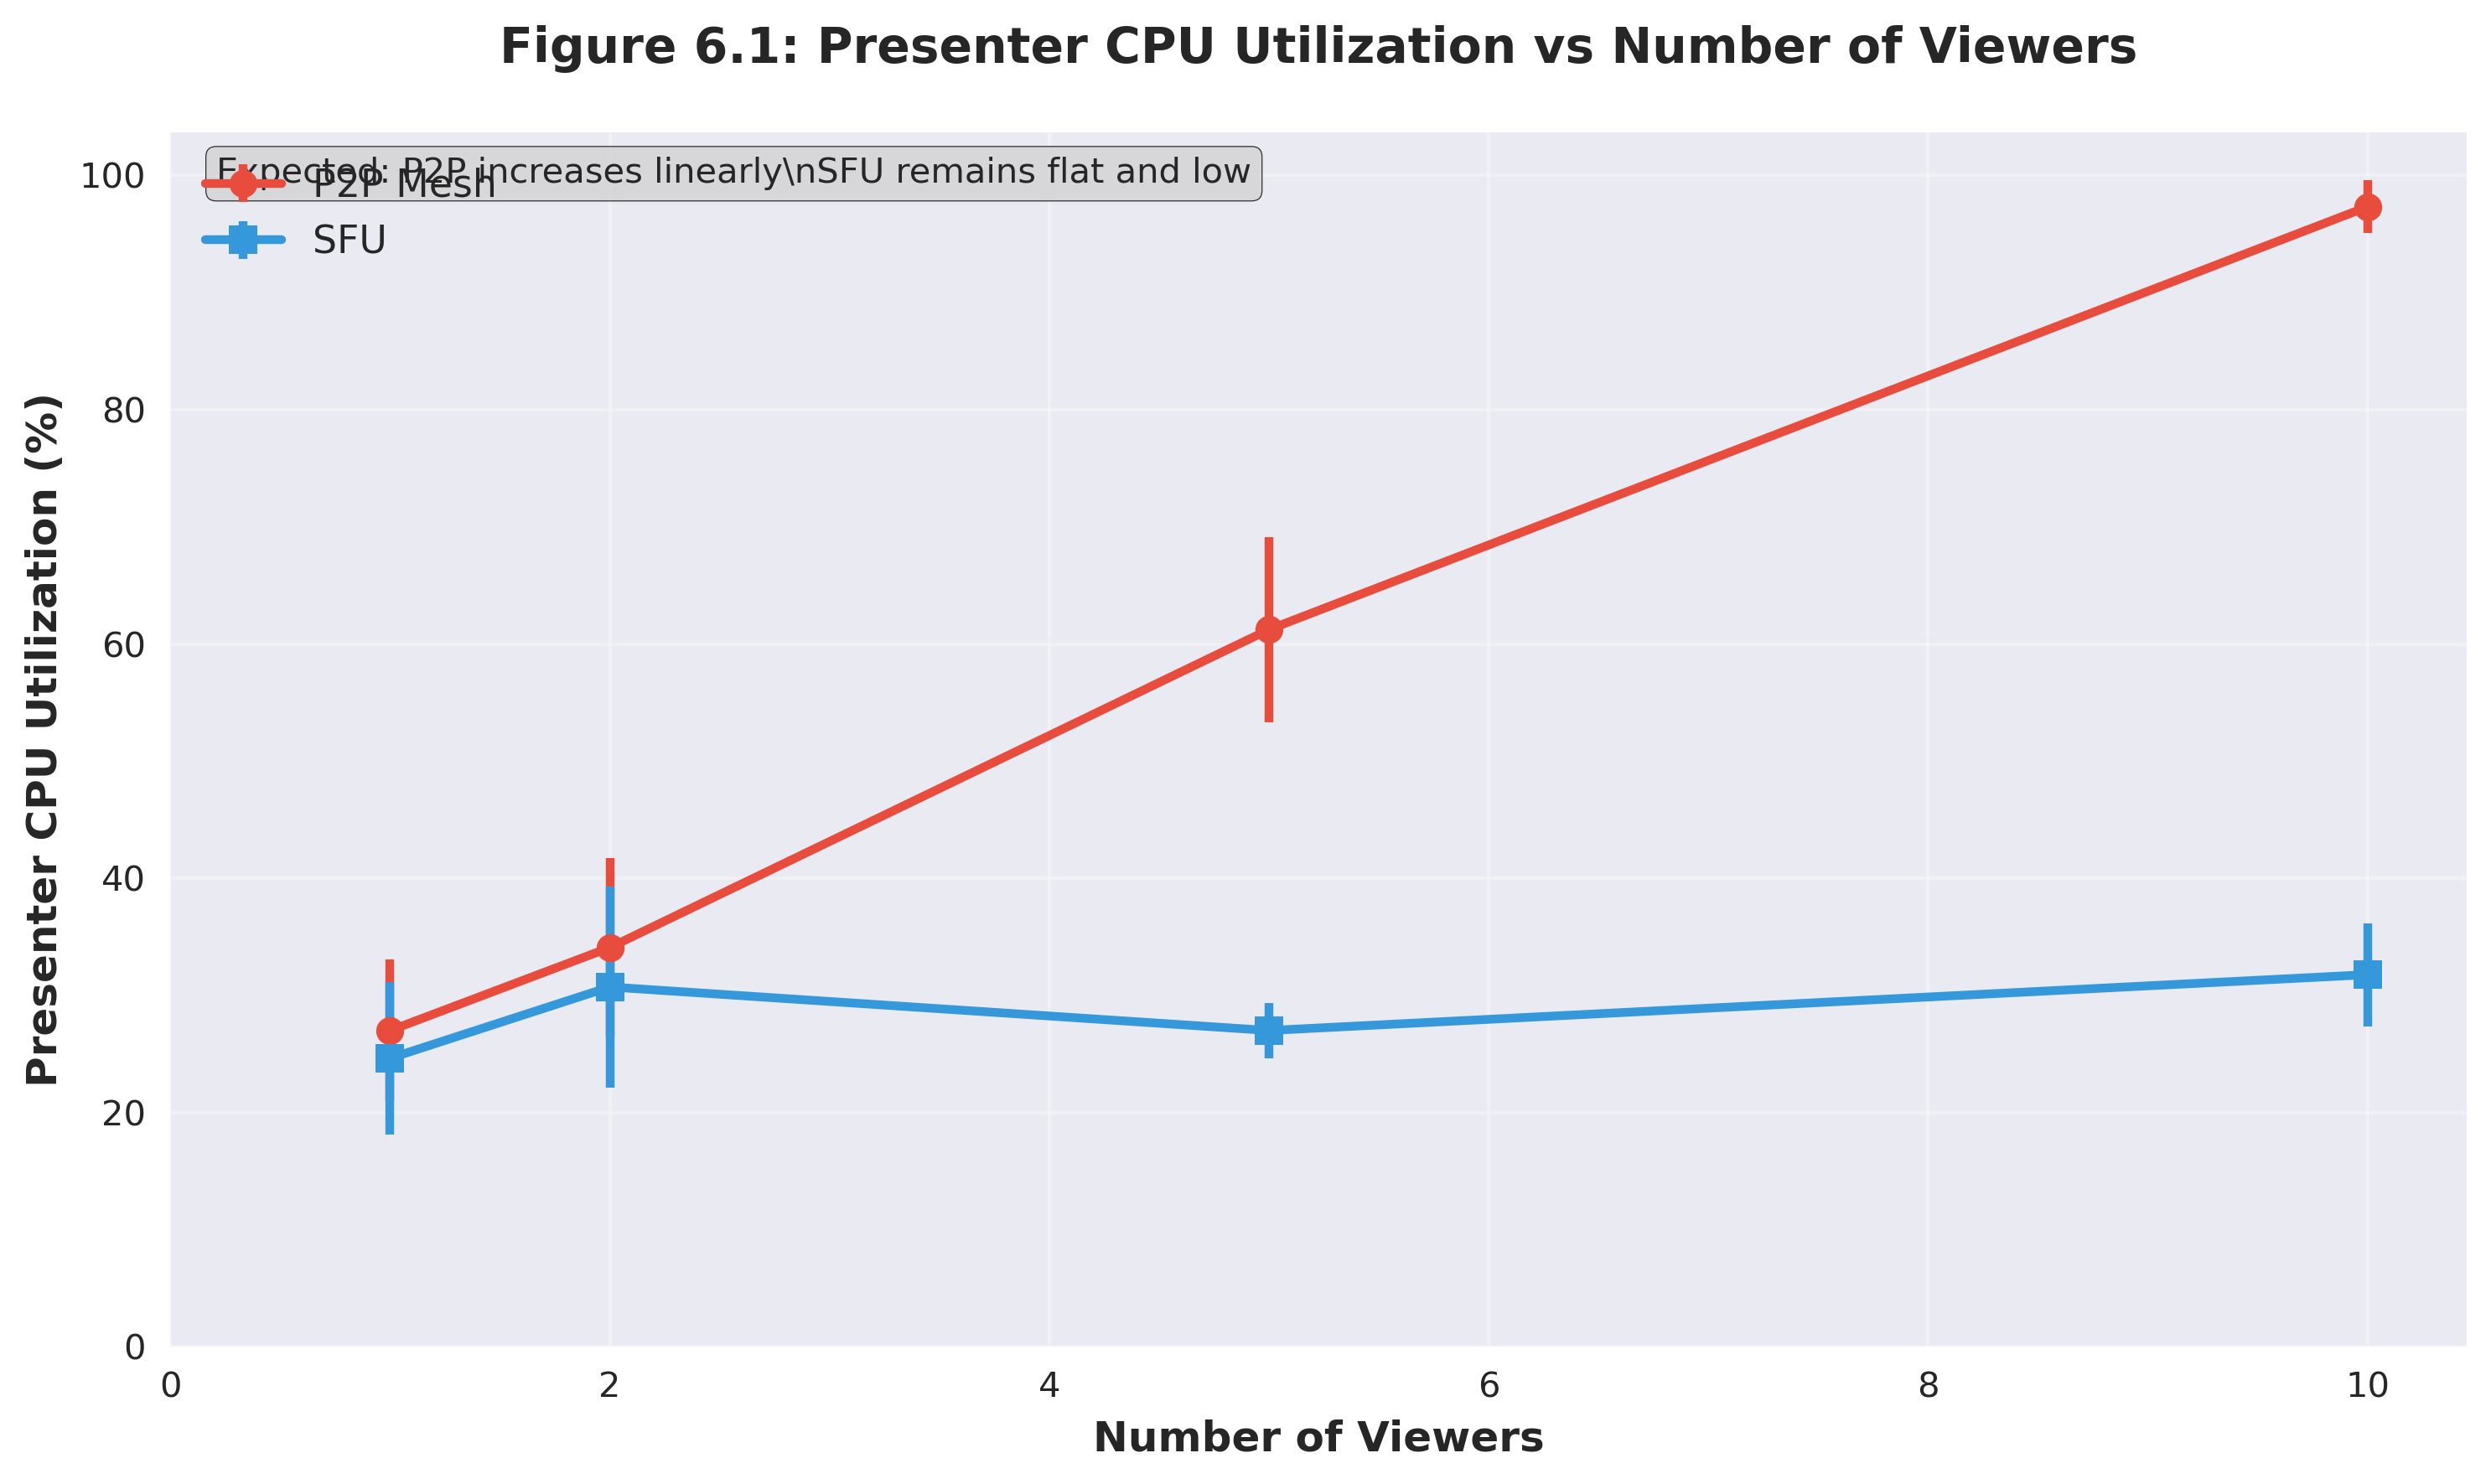 Figure 6.1: Presenter CPU Utilization vs Number of Viewers
Expected: P2P increases linearly\nSFU remains flat and low
P2P Mesh
SFU
Presenter CPU Utilization (%)
100
80
60
40
20
0
0 2 4 6 8 10
Number of Viewers